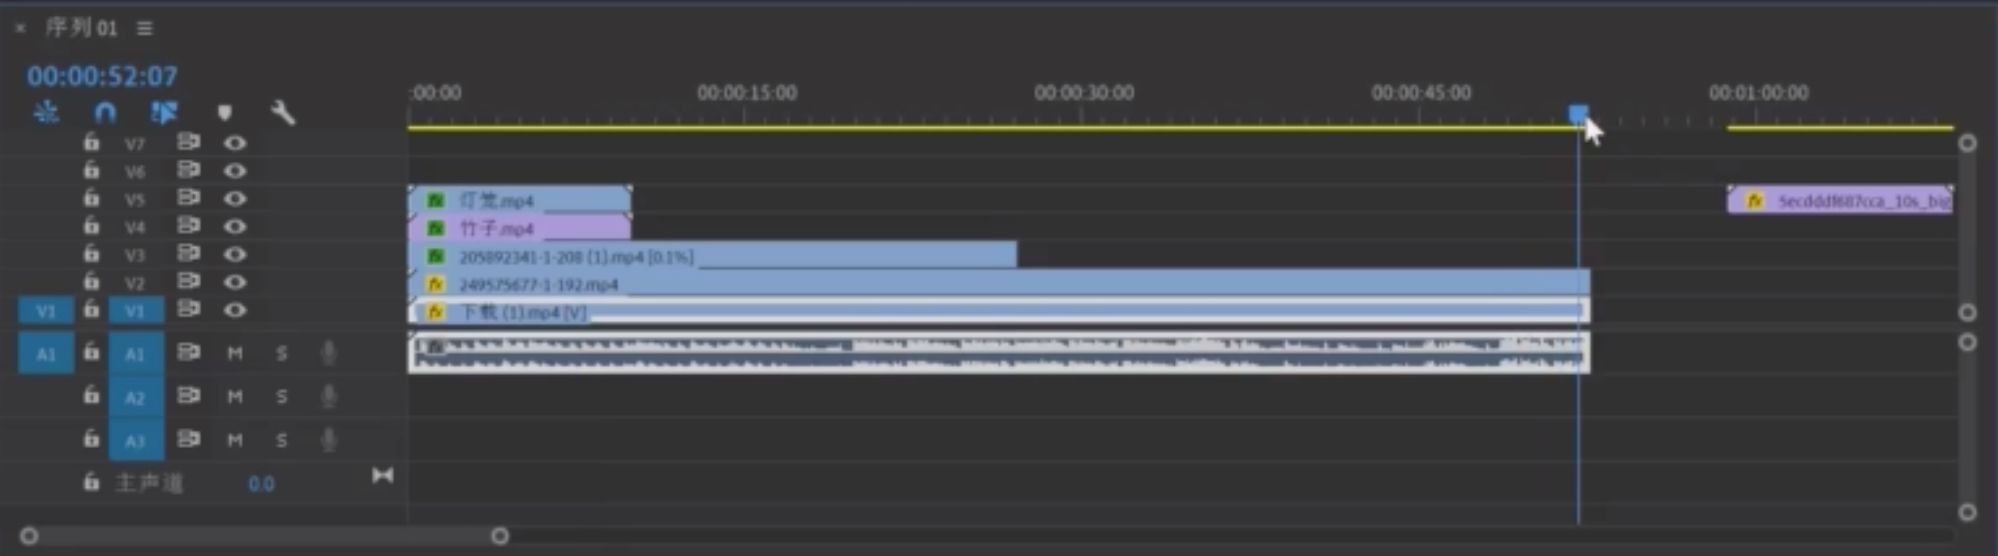 × 序列 01 ≡
00:00:52:07
:00:00 00:00:15:00 00:00:30:00 00:00:45:00 00:01:00:00
V7
V6
V5 fx 灯笼.mp4 fx 5ecdddf687cca_10s_big
V4 fx 竹子.mp4
V3 fx 205892341-1-208 (1).mp4 [0.1%]
V2 fx 249575677-1-192.mp4
V1 V1 fx 下载 (1).mp4 [V]
A1 A1 M S
A2 M S
A3 M S
主声道 0.0